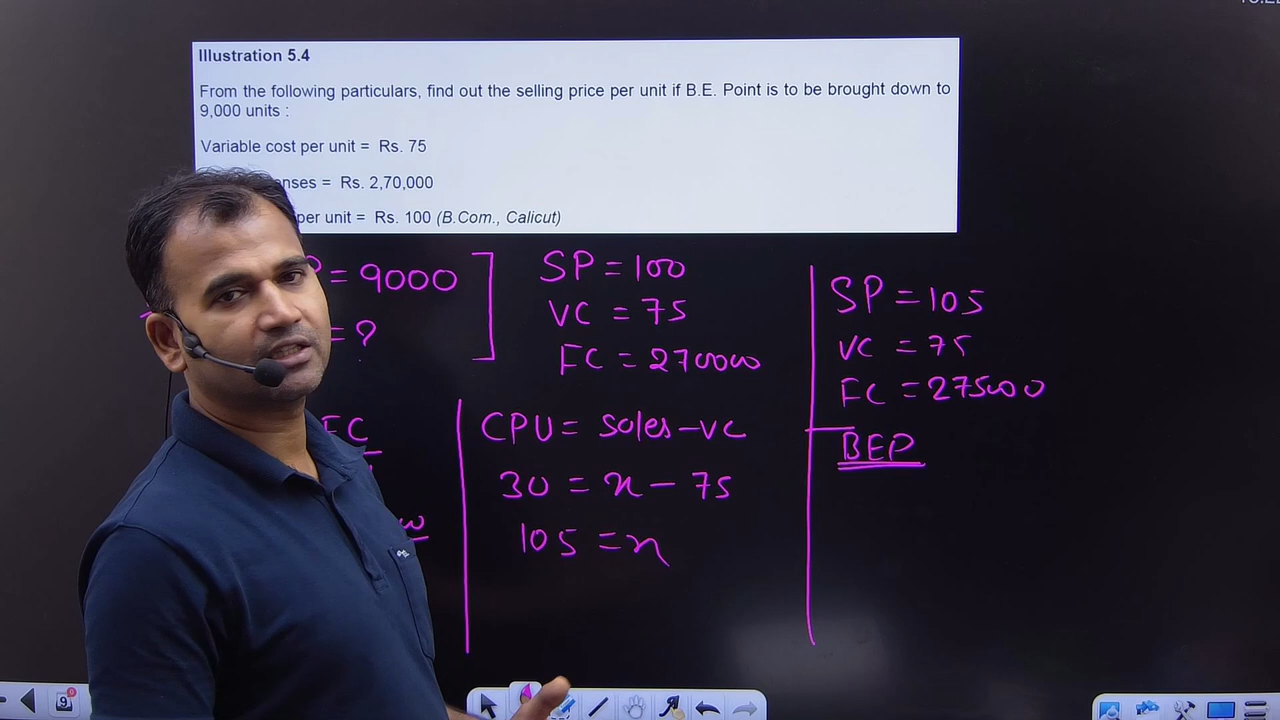 Illustration 5.4
From the following particulars, find out the selling price per unit if B.E. Point is to be brought down to
9,000 units :
Variable cost per unit = Rs. 75
nses = Rs. 2,70,000
per unit = Rs. 100 (B.Com., Calicut)
= 9000
= ?
FC
SP = 100
VC = 75
FC = 270000
CPU = sales - VC
30 = x - 75
105 = x
SP = 105
VC = 75
FC = 275000
BEP
9